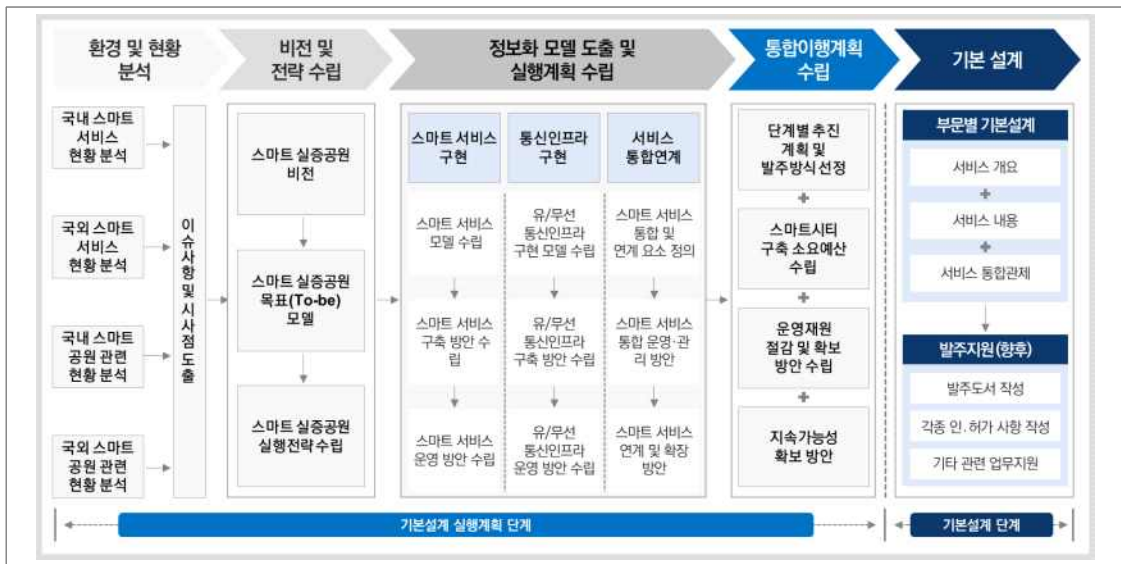 환경 및 현황
분석
비전 및
전략 수립
정보화 모델 도출 및
실행계획 수립
통합이행계획
수립
기본 설계
국내 스마트
서비스
현황 분석
국외 스마트
서비스
현황 분석
국내 스마트
공원 관련
현황 분석
국외 스마트
공원 관련
현황 분석
이슈사항 및 시사점 도출
스마트 실증공원
비전
스마트 실증공원
목표(To-be)
모델
스마트 실증공원
실행전략 수립
스마트 서비스
구현
스마트 서비스
모델 수립
스마트 서비스
구축 방안 수
립
스마트 서비스
운영 방안 수립
통신인프라
구현
유/무선
통신인프라
구현 모델 수립
유/무선
통신인프라
구축 방안 수립
유/무선
통신인프라
운영 방안 수립
서비스
통합연계
스마트 서비스
통합 및
연계 요소 정의
스마트 서비스
통합 운영·관
리 방안
스마트 서비스
연계 및 확장
방안
단계별 추진
계획 및
발주방식 선정
+
스마트시티
구축 소요예산
수립
+
운영재원
절감 및 확보
방안 수립
+
지속가능성
확보 방안
부문별 기본설계
서비스 개요
+
서비스 내용
+
서비스 통합관제
발주지원(향후)
발주도서 작성
각종 인. 허가 사항 작성
기타 관련 업무지원
기본설계 실행계획 단계
기본설계 단계